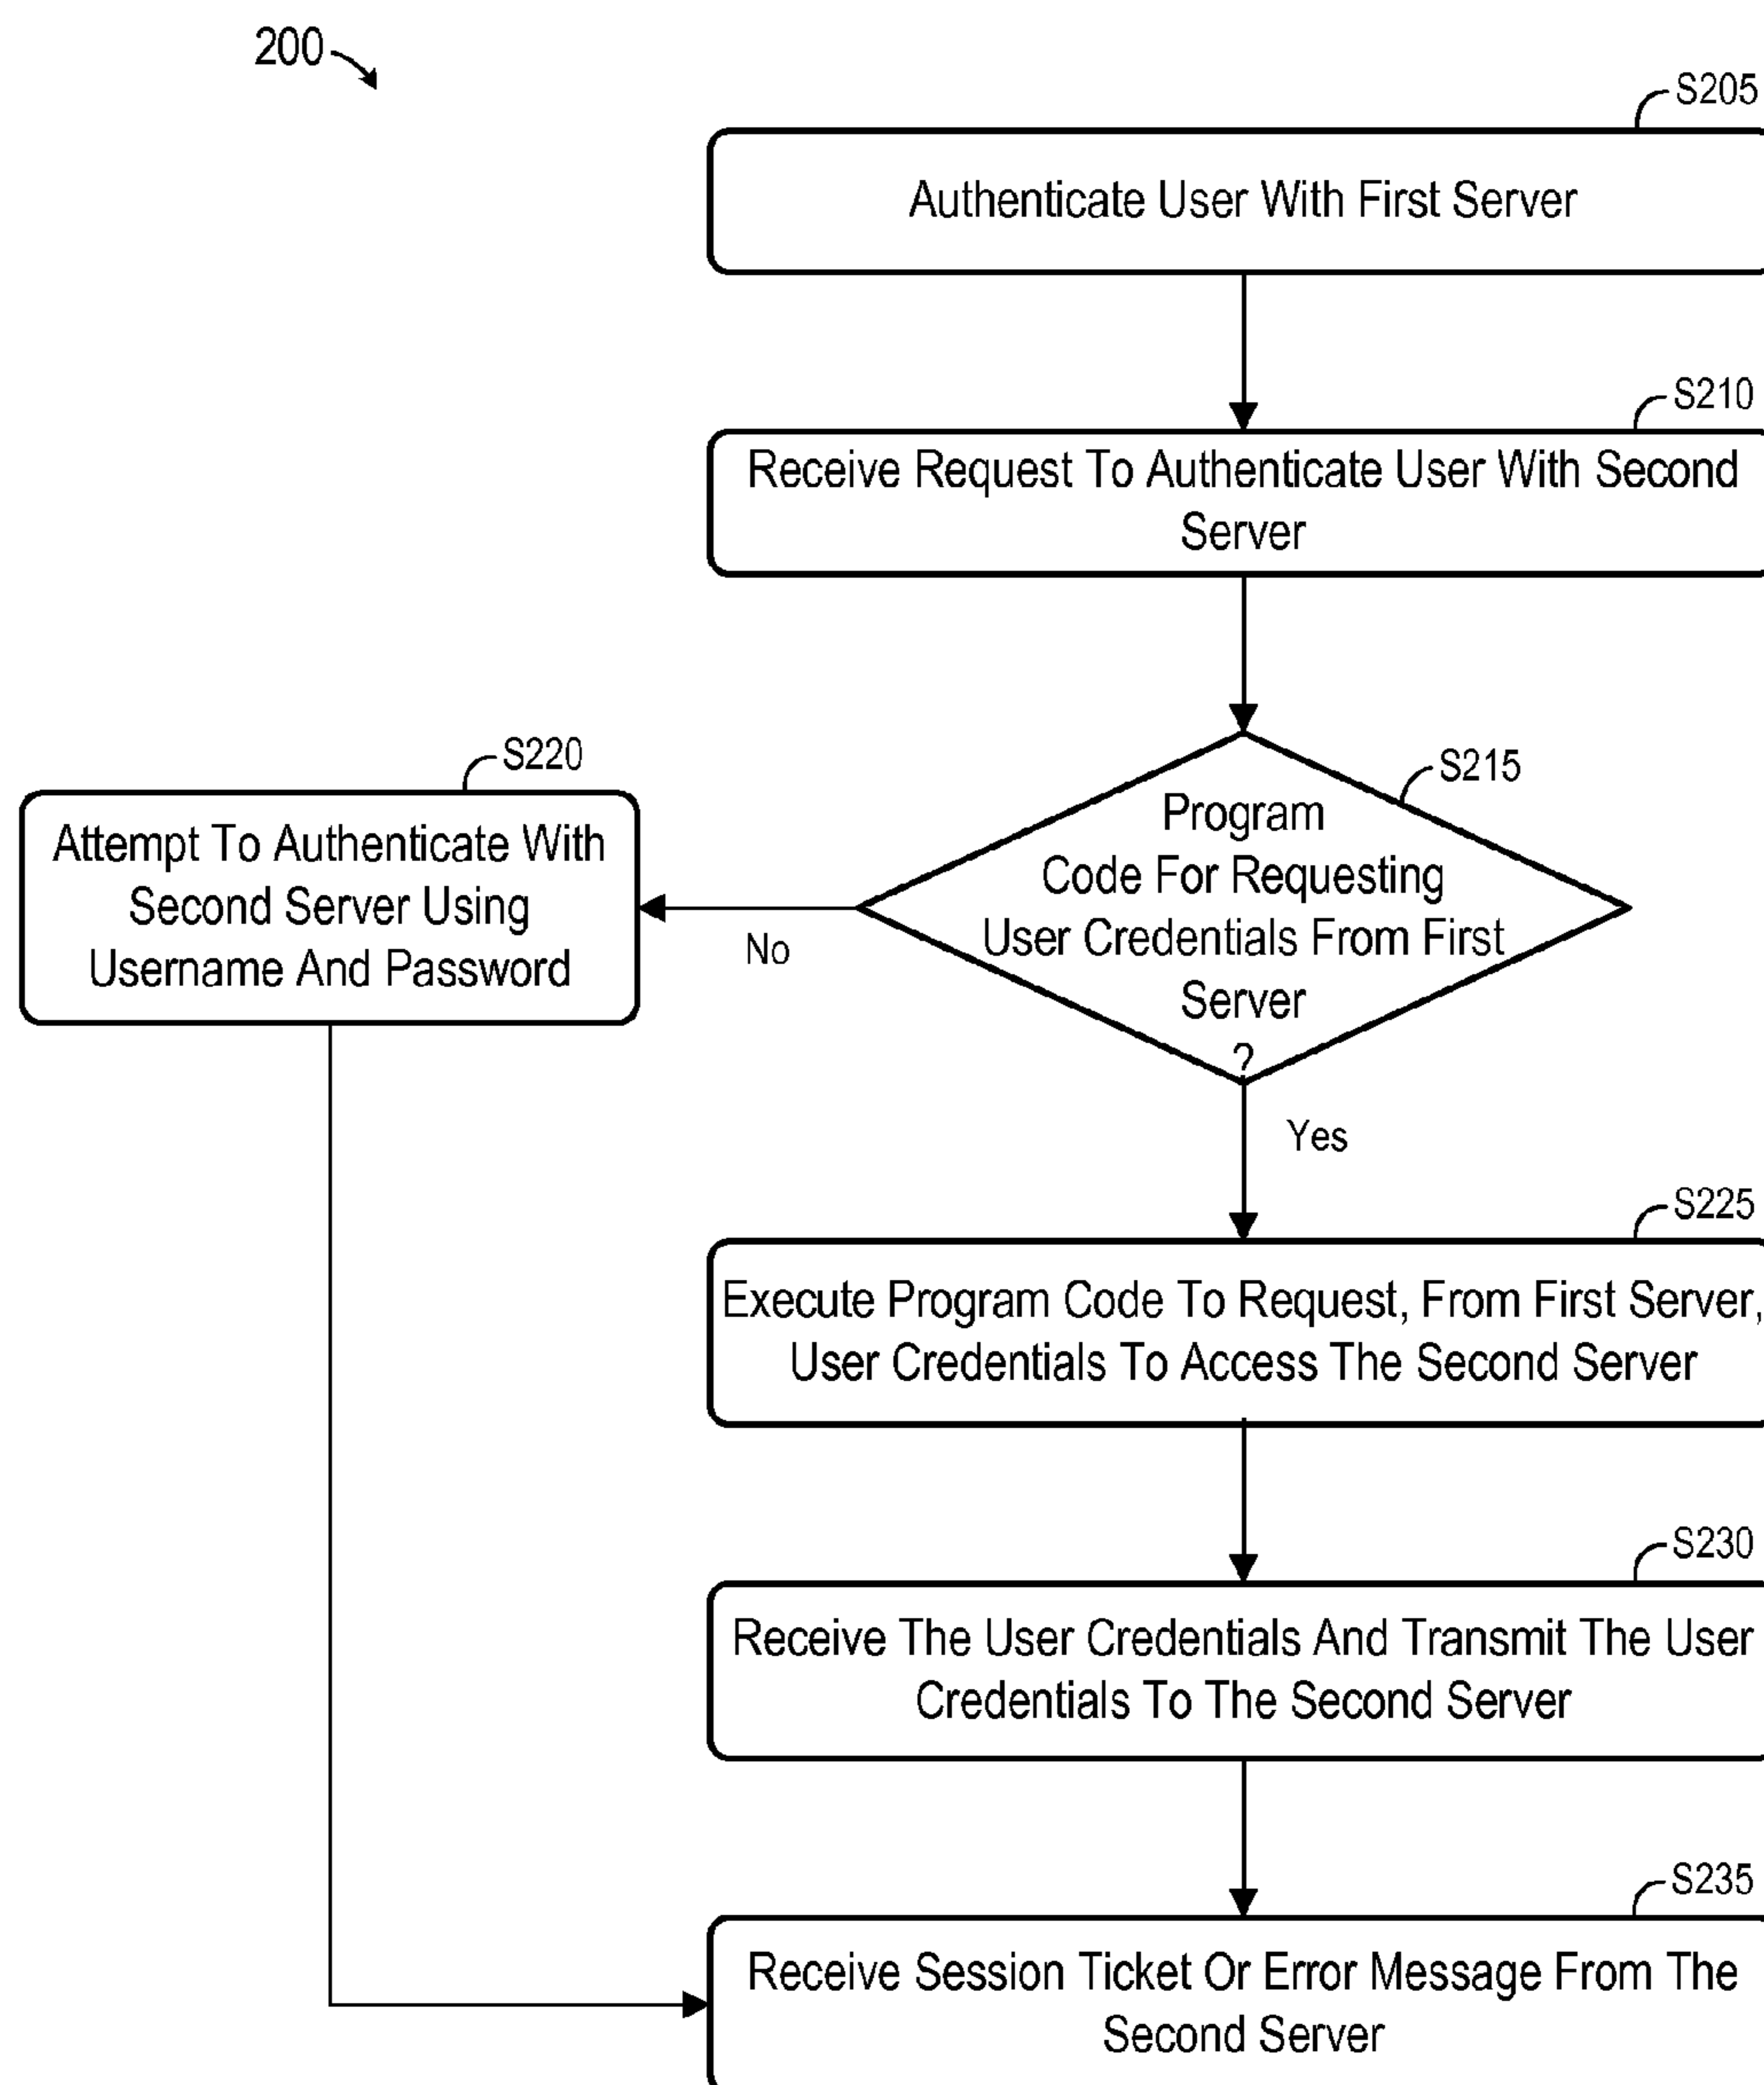 200
S205
Authenticate User With First Server
S210
Receive Request To Authenticate User With Second
Server
S215
Program
Code For Requesting
User Credentials From First
Server
?
No
Yes
S220
Attempt To Authenticate With
Second Server Using
Username And Password
S225
Execute Program Code To Request, From First Server,
User Credentials To Access The Second Server
S230
Receive The User Credentials And Transmit The User
Credentials To The Second Server
S235
Receive Session Ticket Or Error Message From The
Second Server